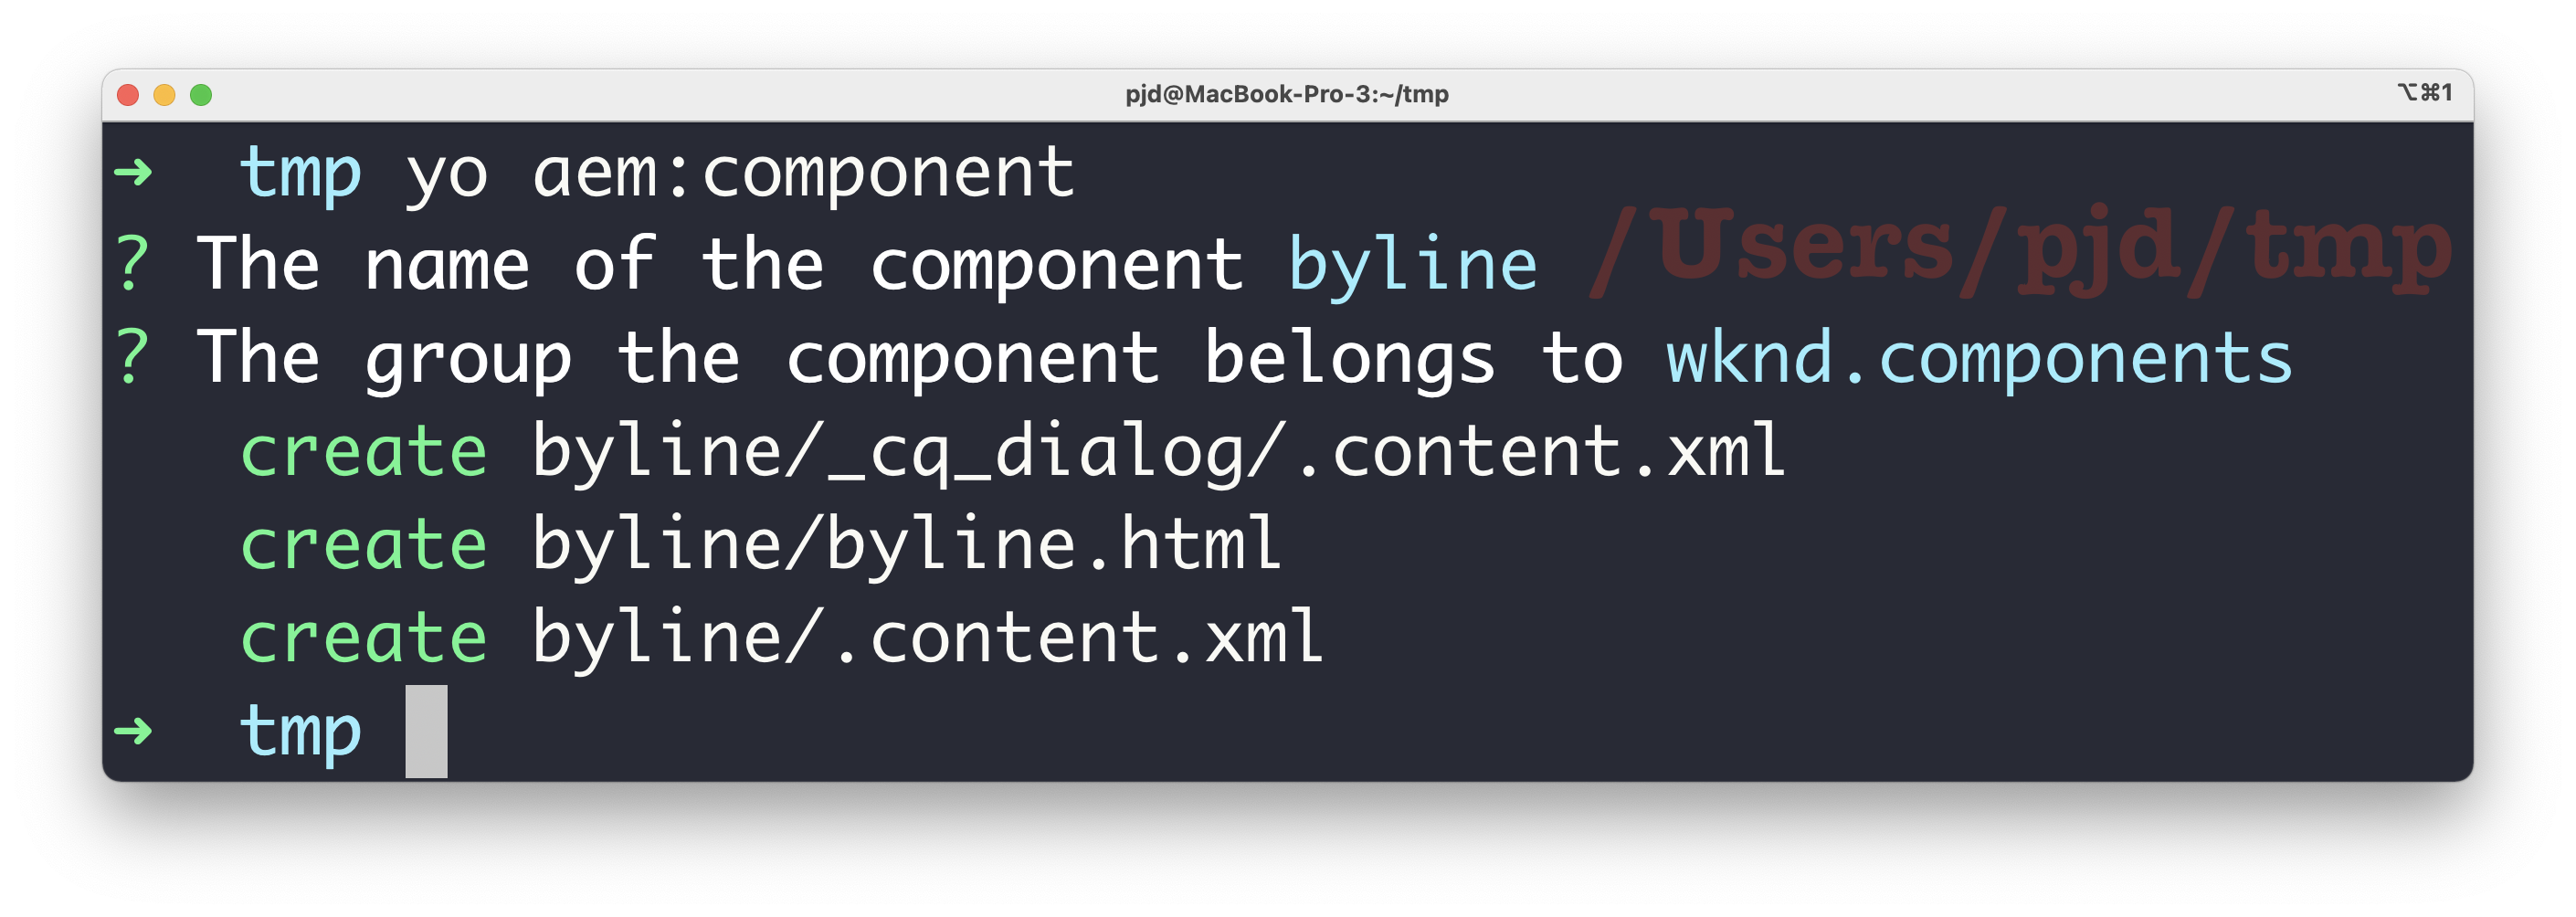 pjd@MacBook-Pro-3:~/tmp
⌥⌘1
➜ tmp yo aem:component
/Users/pjd/tmp
? The name of the component byline
? The group the component belongs to wknd.components
create byline/_cq_dialog/.content.xml
create byline/byline.html
create byline/.content.xml
➜ tmp